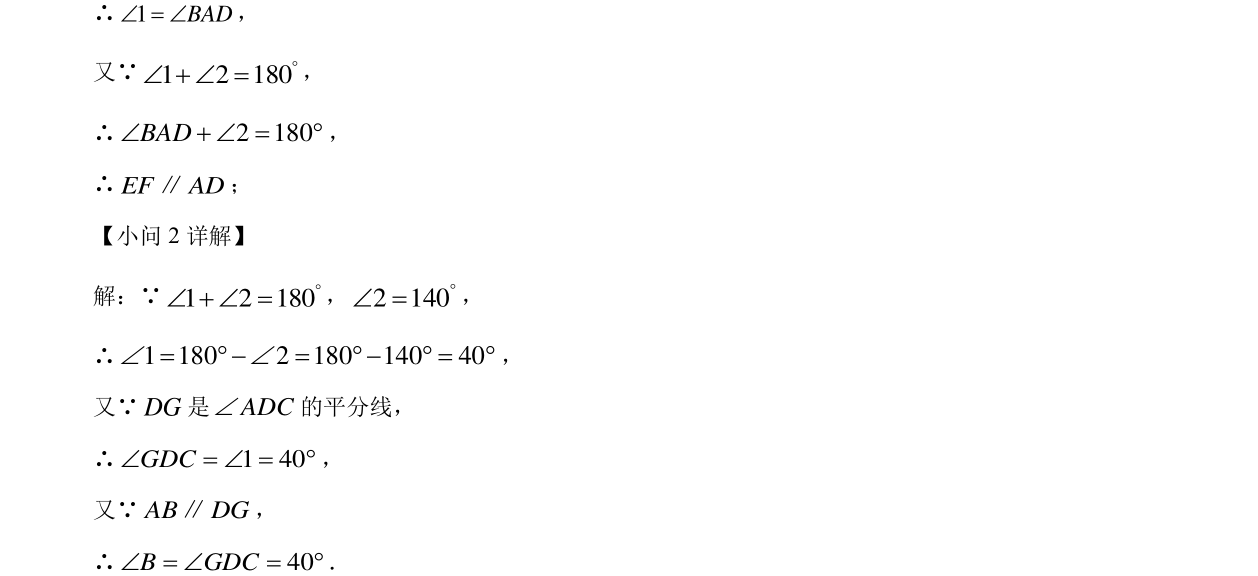 ∴ ∠1 = ∠BAD，
又∵ ∠1 + ∠2 = 180°，
∴ ∠BAD + ∠2 = 180°，
∴ EF ∥ AD；
【小问 2 详解】
解：∵ ∠1 + ∠2 = 180°， ∠2 = 140°，
∴ ∠1 = 180° − ∠2 = 180° − 140° = 40°，
又∵ DG 是 ∠ADC 的平分线，
∴ ∠GDC = ∠1 = 40°，
又∵ AB ∥ DG，
∴ ∠B = ∠GDC = 40°．